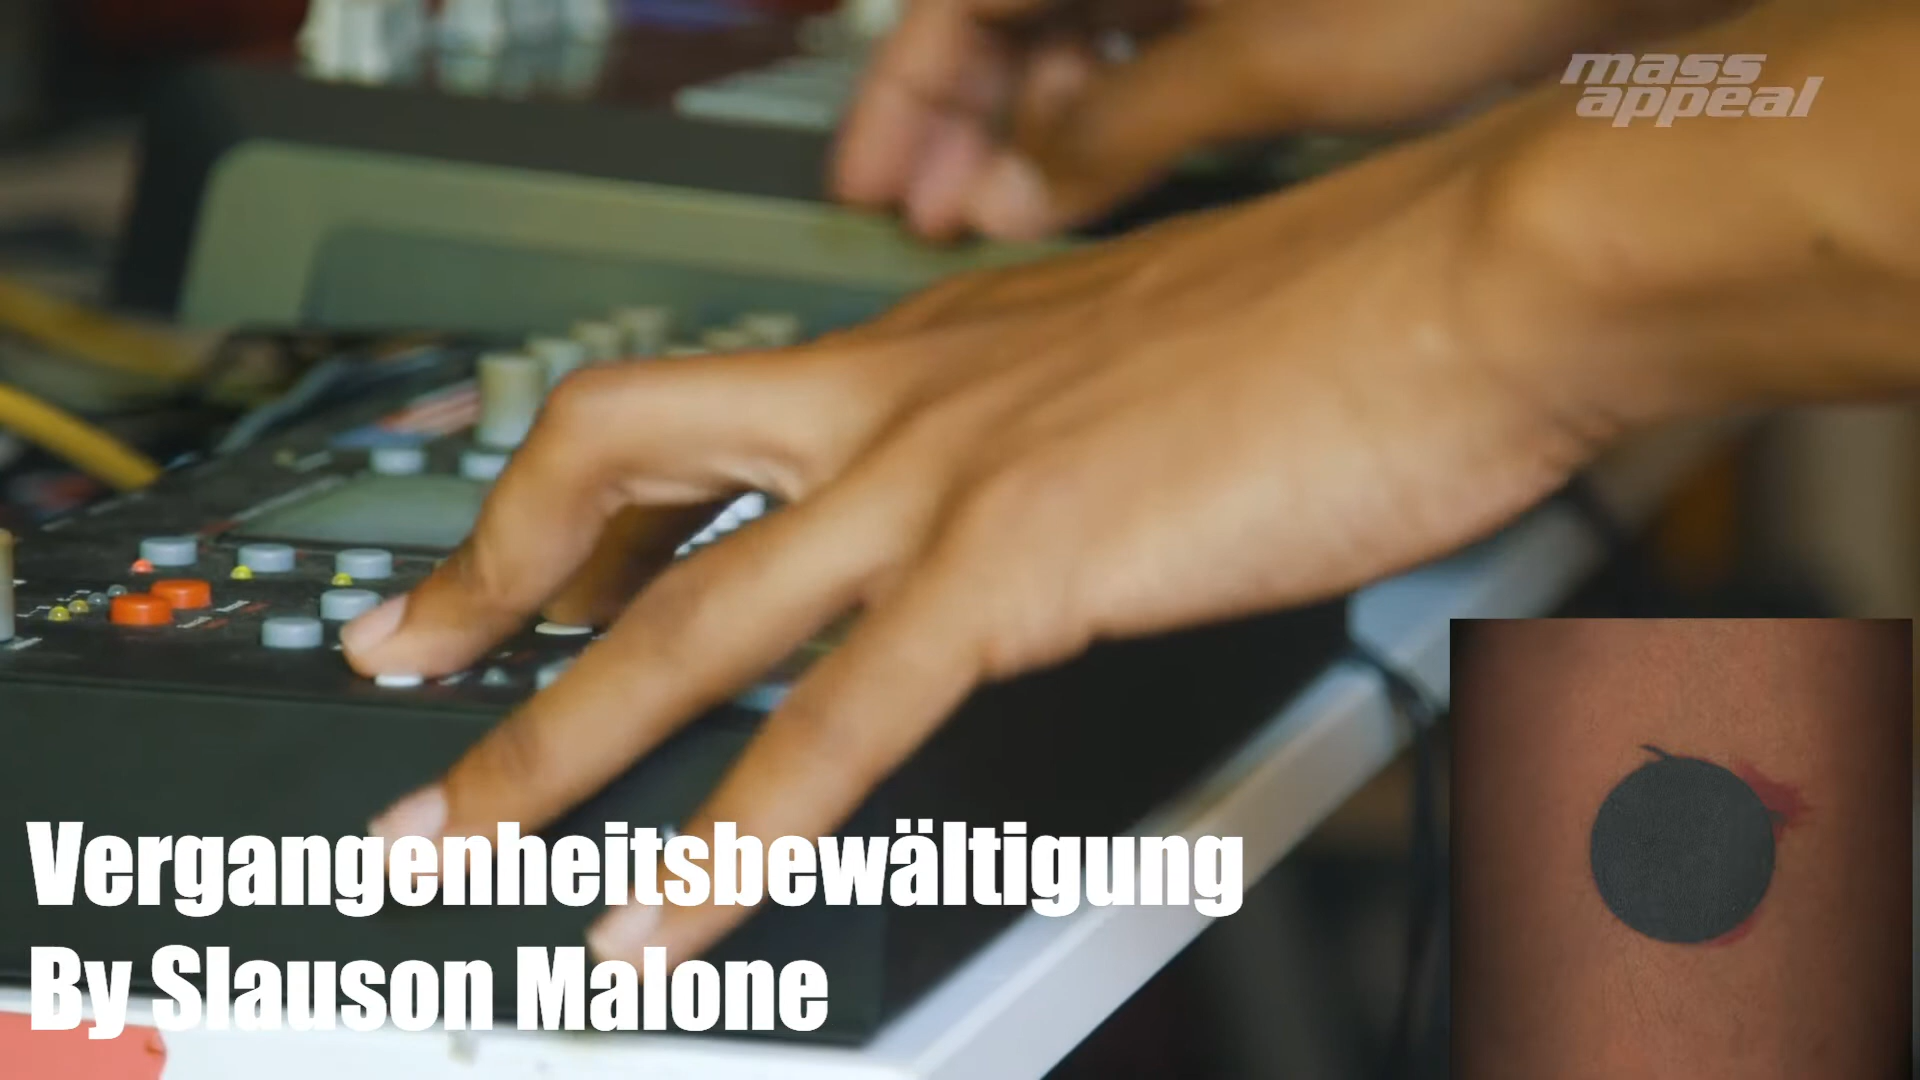 mass
appeal
Vergangenheitsbewältigung
By Slauson Malone